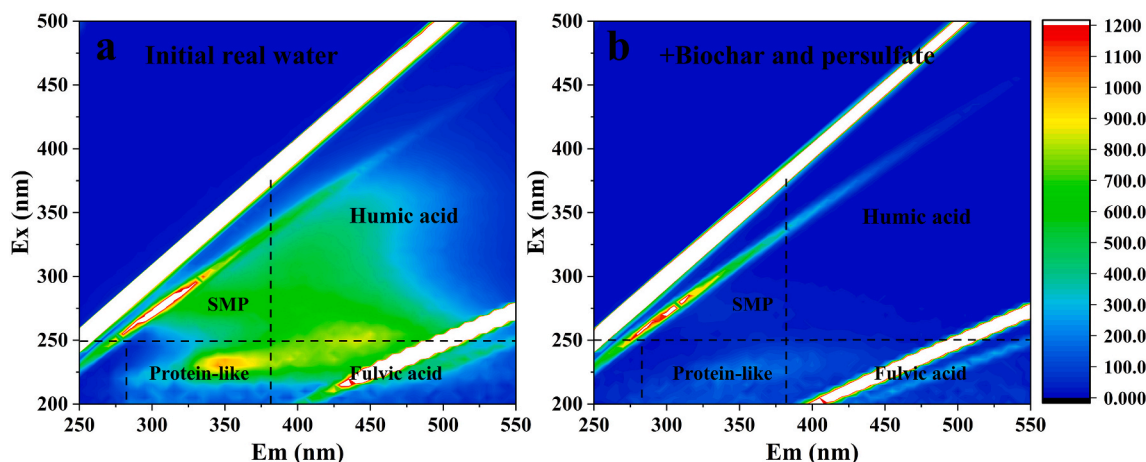 a
Initial real water
500
450
400
350
300
250
200
Ex (nm)
Humic acid
SMP
Protein-like
Fulvic acid
250 300 350 400 450 500 550
Em (nm)
b
+Biochar and persulfate
500
450
400
350
300
250
200
Ex (nm)
Humic acid
SMP
Protein-like
Fulvic acid
250 300 350 400 450 500 550
Em (nm)
1200
1100
1000
900.0
800.0
700.0
600.0
500.0
400.0
300.0
200.0
100.0
0.000